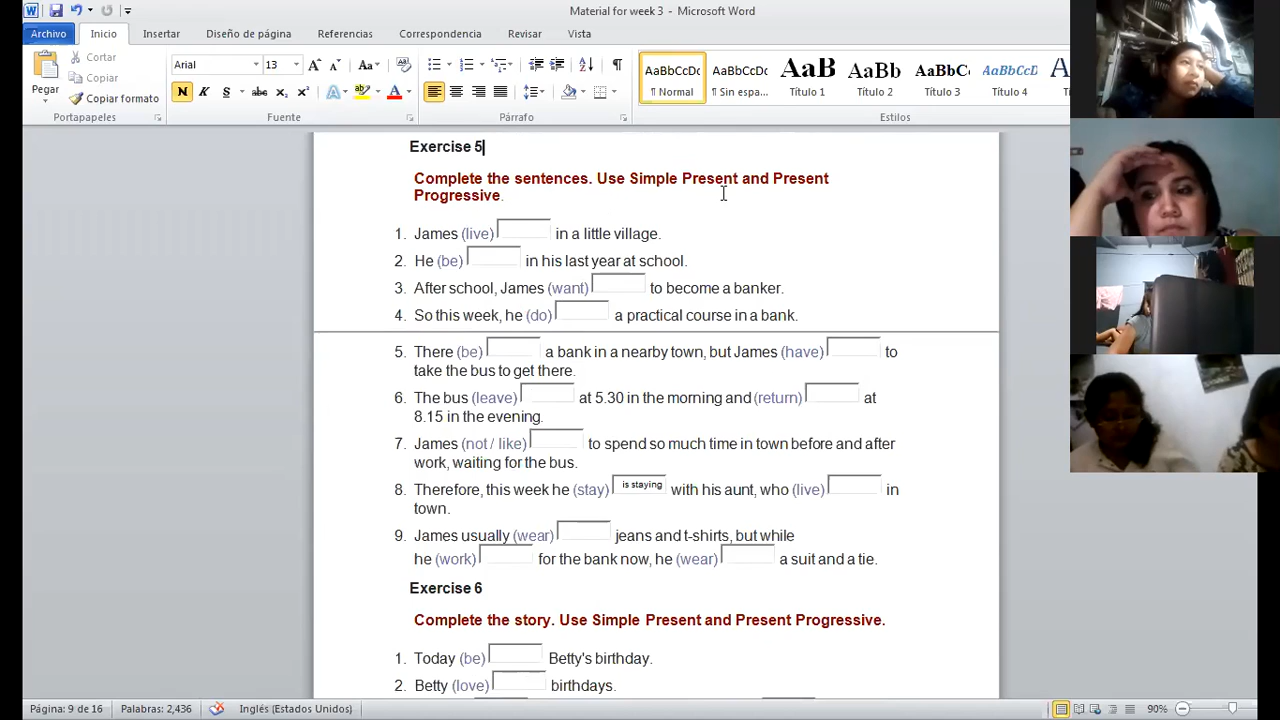 Material for week 3 - Microsoft Word
Archivo Inicio Insertar Diseño de página Referencias Correspondencia Revisar Vista
Pegar
Cortar
Copiar
Copiar formato
Portapapeles
Arial 13
N K S abc x₂ x² A ab A
Aa
Fuente
Párrafo
AaBbCcDc AaBbCcDc AaB AaBb AaBbC AaBbCcD
¶ Normal ¶ Sin espa... Título 1 Título 2 Título 3 Título 4
Estilos
Exercise 5
Complete the sentences. Use Simple Present and Present
Progressive.
1. James (live) in a little village.
2. He (be) in his last year at school.
3. After school, James (want) to become a banker.
4. So this week, he (do) a practical course in a bank.
5. There (be) a bank in a nearby town, but James (have) to
take the bus to get there.
6. The bus (leave) at 5.30 in the morning and (return) at
8.15 in the evening.
7. James (not / like) to spend so much time in town before and after
work, waiting for the bus.
8. Therefore, this week he (stay) is staying with his aunt, who (live) in
town.
9. James usually (wear) jeans and t-shirts, but while
he (work) for the bank now, he (wear) a suit and a tie.
Exercise 6
Complete the story. Use Simple Present and Present Progressive.
1. Today (be) Betty's birthday.
2. Betty (love) birthdays.
Página: 9 de 16 Palabras: 2,436 Inglés (Estados Unidos) 90%